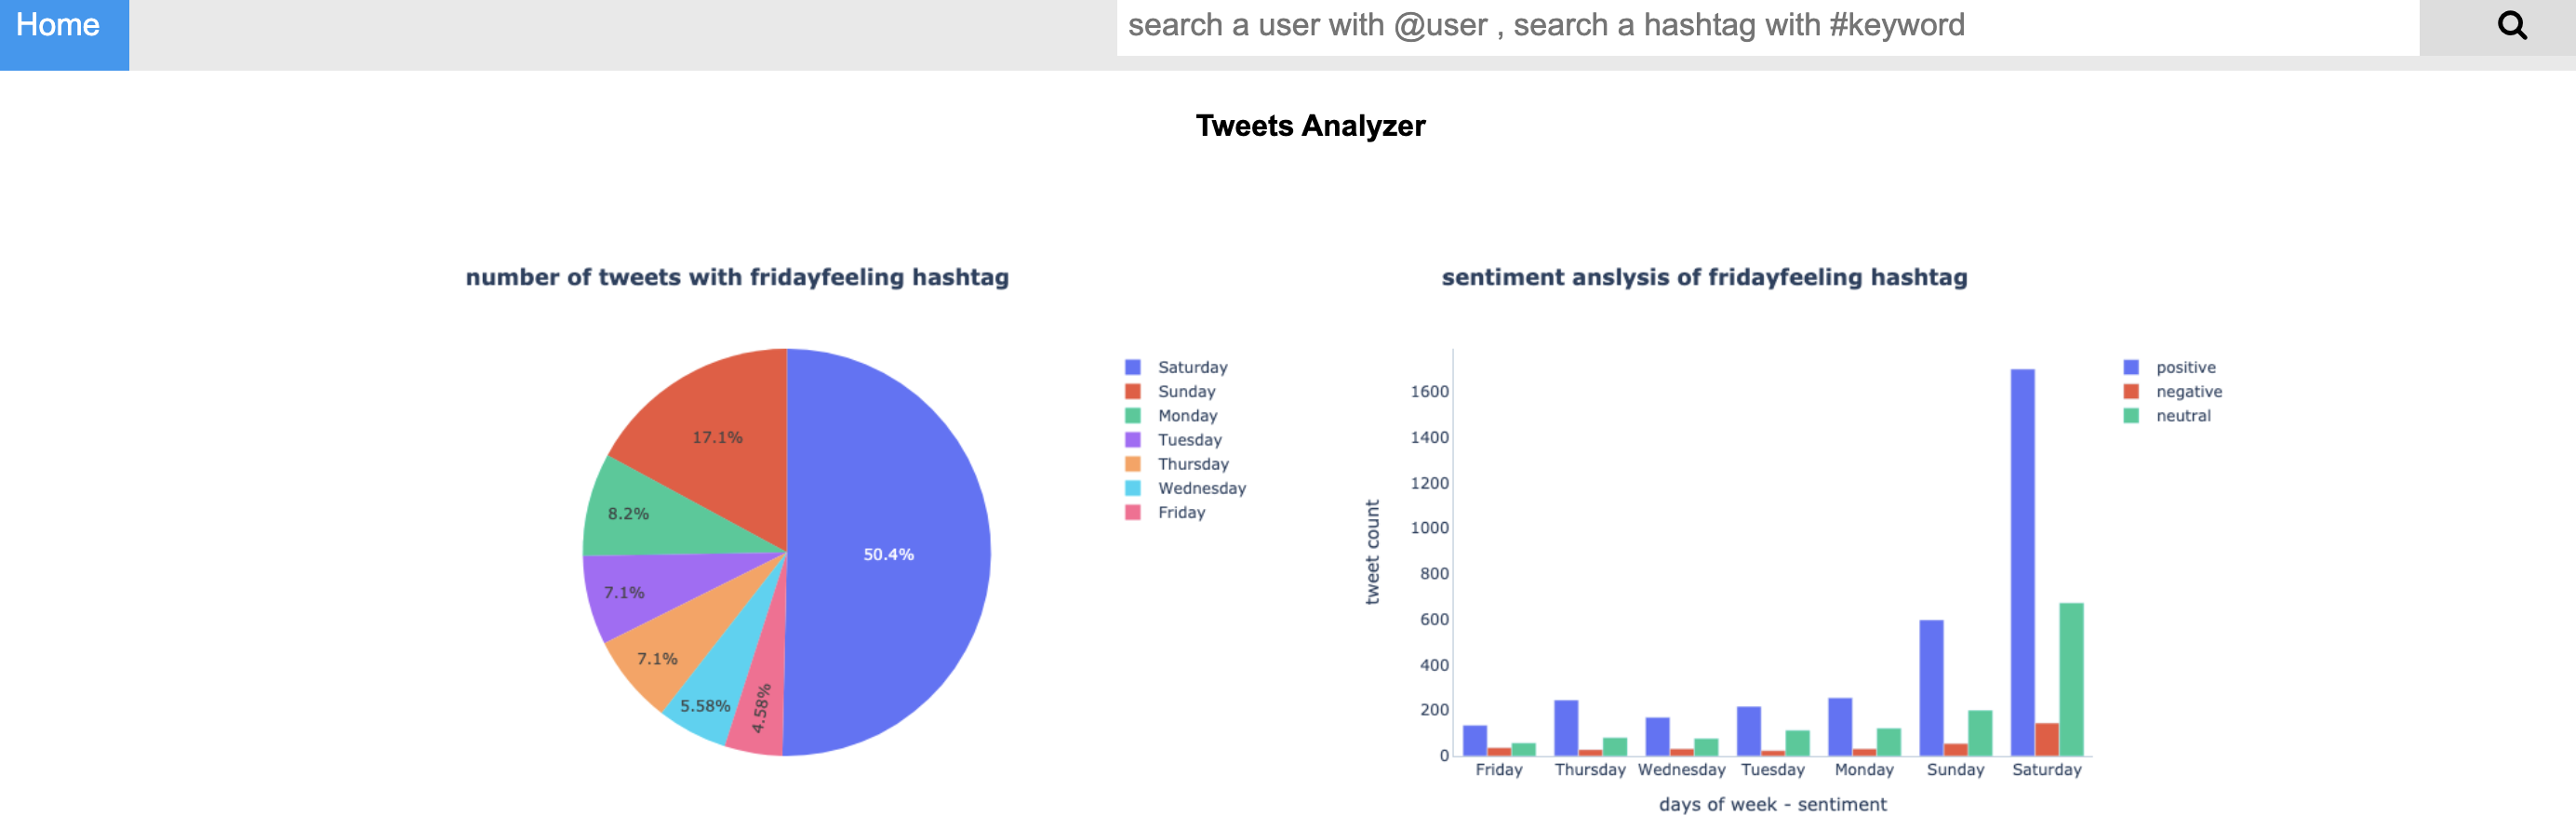 Home
search a user with @user , search a hashtag with #keyword
Tweets Analyzer
number of tweets with fridayfeeling hashtag
50.4%
17.1%
8.2%
7.1%
7.1%
5.58%
4.58%
Saturday
Sunday
Monday
Tuesday
Thursday
Wednesday
Friday
sentiment anslysis of fridayfeeling hashtag
tweet count
1600
1400
1200
1000
800
600
400
200
0
Friday Thursday Wednesday Tuesday Monday Sunday Saturday
days of week - sentiment
positive
negative
neutral